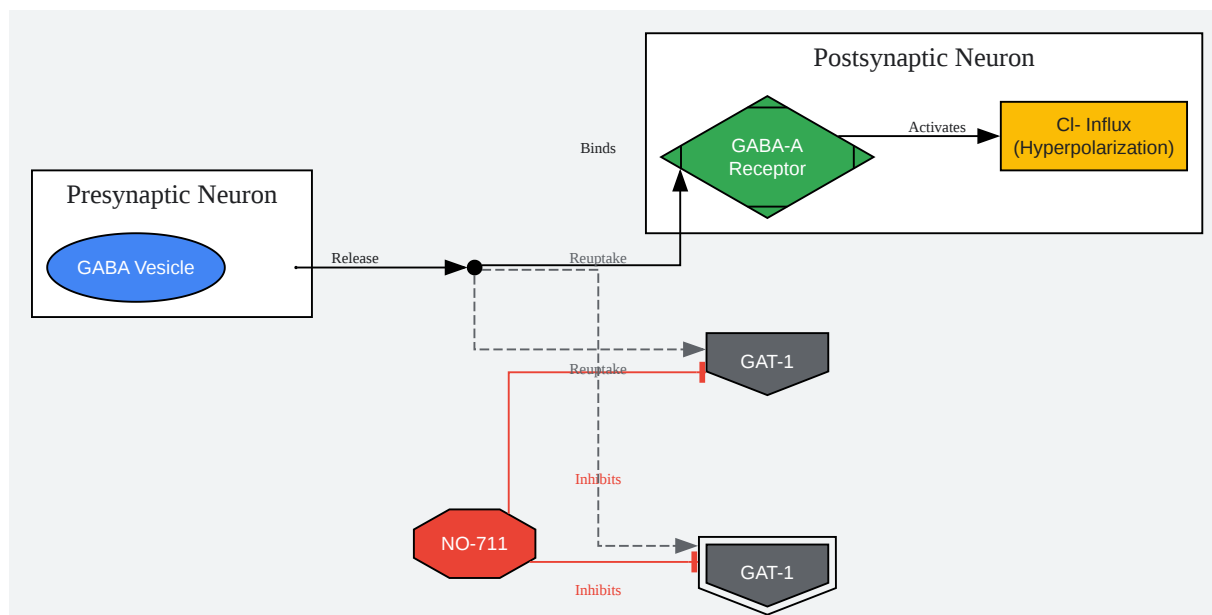 Postsynaptic Neuron
GABA-A
Receptor
Activates
Cl- Influx
(Hyperpolarization)
Binds
Presynaptic Neuron
GABA Vesicle
Release
Reuptake
GAT-1
Reuptake
Inhibits
NO-711
GAT-1
Inhibits